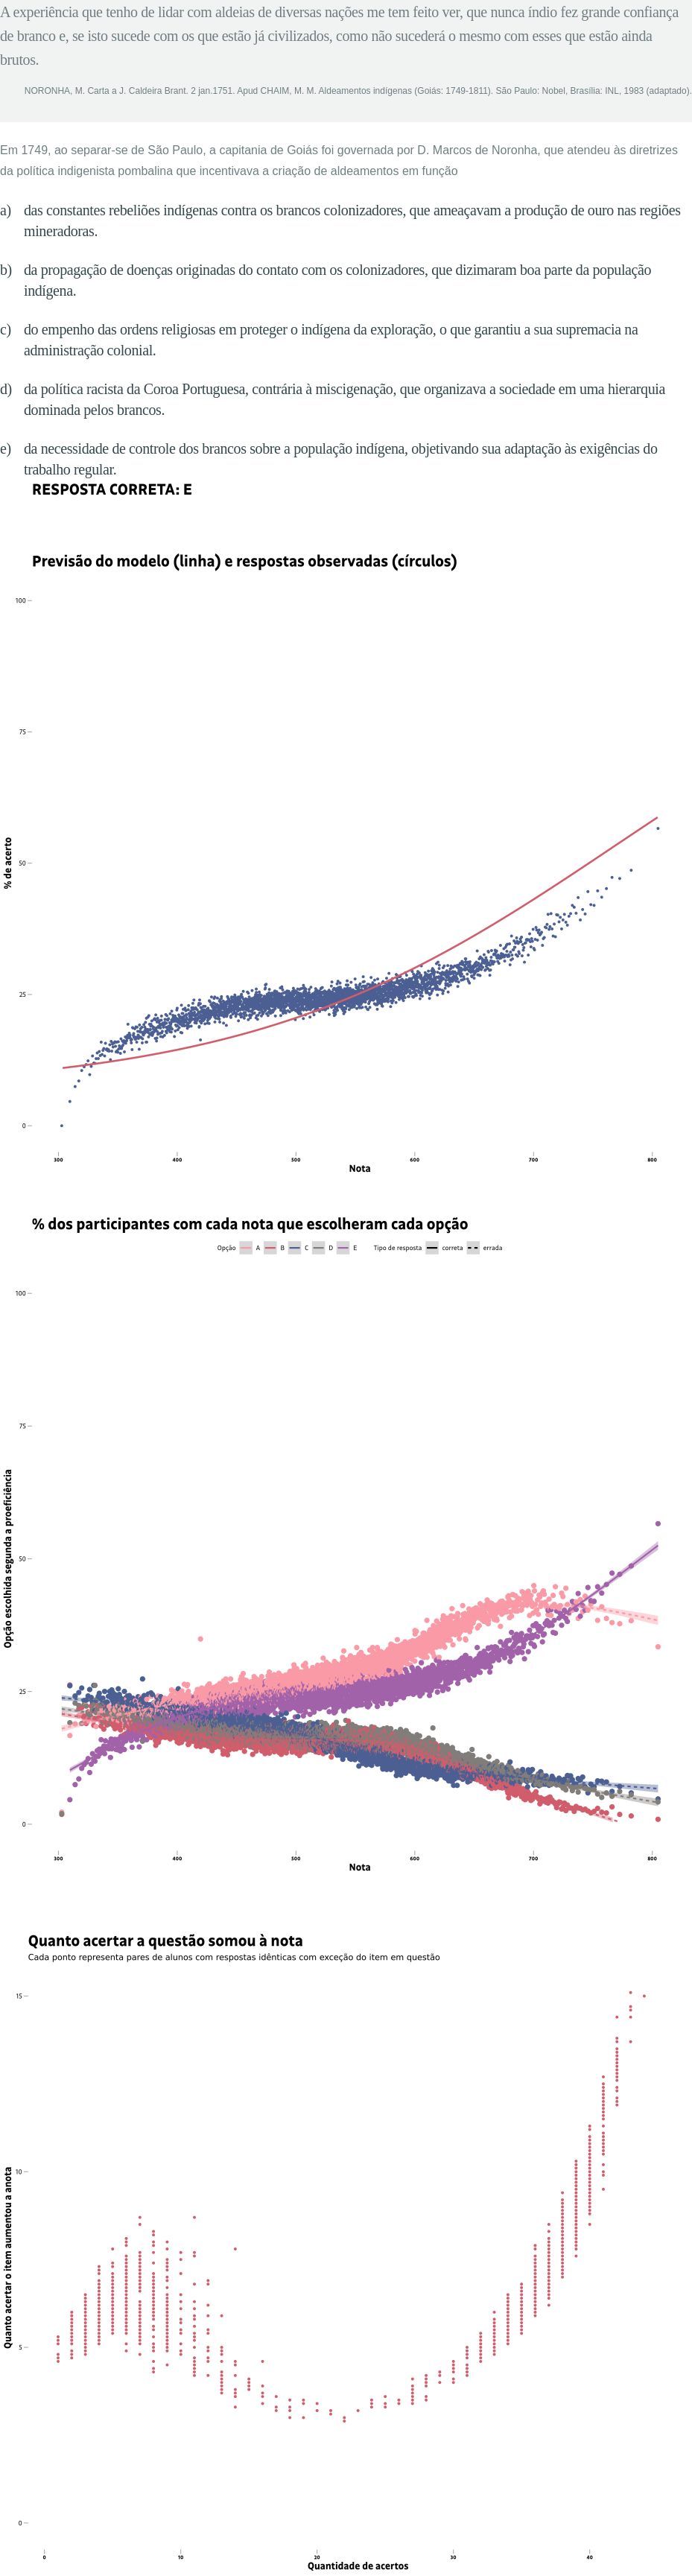 A experiência que tenho de lidar com aldeias de diversas nações me tem feito ver, que nunca índio fez grande confiança
de branco e, se isto sucede com os que estão já civilizados, como não sucederá o mesmo com esses que estão ainda
brutos.
NORONHA, M. Carta a J. Caldeira Brant. 2 jan.1751. Apud CHAIM, M. M. Aldeamentos indígenas (Goiás: 1749-1811). São Paulo: Nobel, Brasília: INL, 1983 (adaptado).
Em 1749, ao separar-se de São Paulo, a capitania de Goiás foi governada por D. Marcos de Noronha, que atendeu às diretrizes
da política indigenista pombalina que incentivava a criação de aldeamentos em função
a) das constantes rebeliões indígenas contra os brancos colonizadores, que ameaçavam a produção de ouro nas regiões
mineradoras.
b) da propagação de doenças originadas do contato com os colonizadores, que dizimaram boa parte da população
indígena.
c) do empenho das ordens religiosas em proteger o indígena da exploração, o que garantiu a sua supremacia na
administração colonial.
d) da política racista da Coroa Portuguesa, contrária à miscigenação, que organizava a sociedade em uma hierarquia
dominada pelos brancos.
e) da necessidade de controle dos brancos sobre a população indígena, objetivando sua adaptação às exigências do
trabalho regular.
RESPOSTA CORRETA: E
Previsão do modelo (linha) e respostas observadas (círculos)
100
75
% de acerto
50
25
0
300 400 500 600 700 800
Nota
% dos participantes com cada nota que escolheram cada opção
Opção A B C D E Tipo de resposta correta errada
100
75
Opção escolhida segunda a proeficiência
50
25
0
300 400 500 600 700 800
Nota
Quanto acertar a questão somou à nota
Cada ponto representa pares de alunos com respostas idênticas com exceção do item em questão
15
10
Quanto acertar o item aumentou a anota
5
0
0 10 20 30 40
Quantidade de acertos